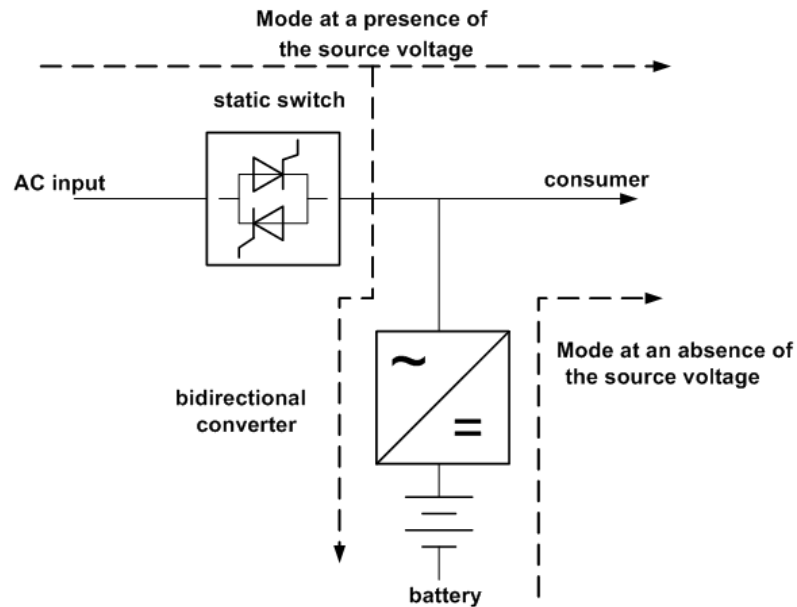 Mode at a presence of
the source voltage
static switch
AC input
consumer
Mode at an absence of
the source voltage
bidirectional
converter
~
=
battery